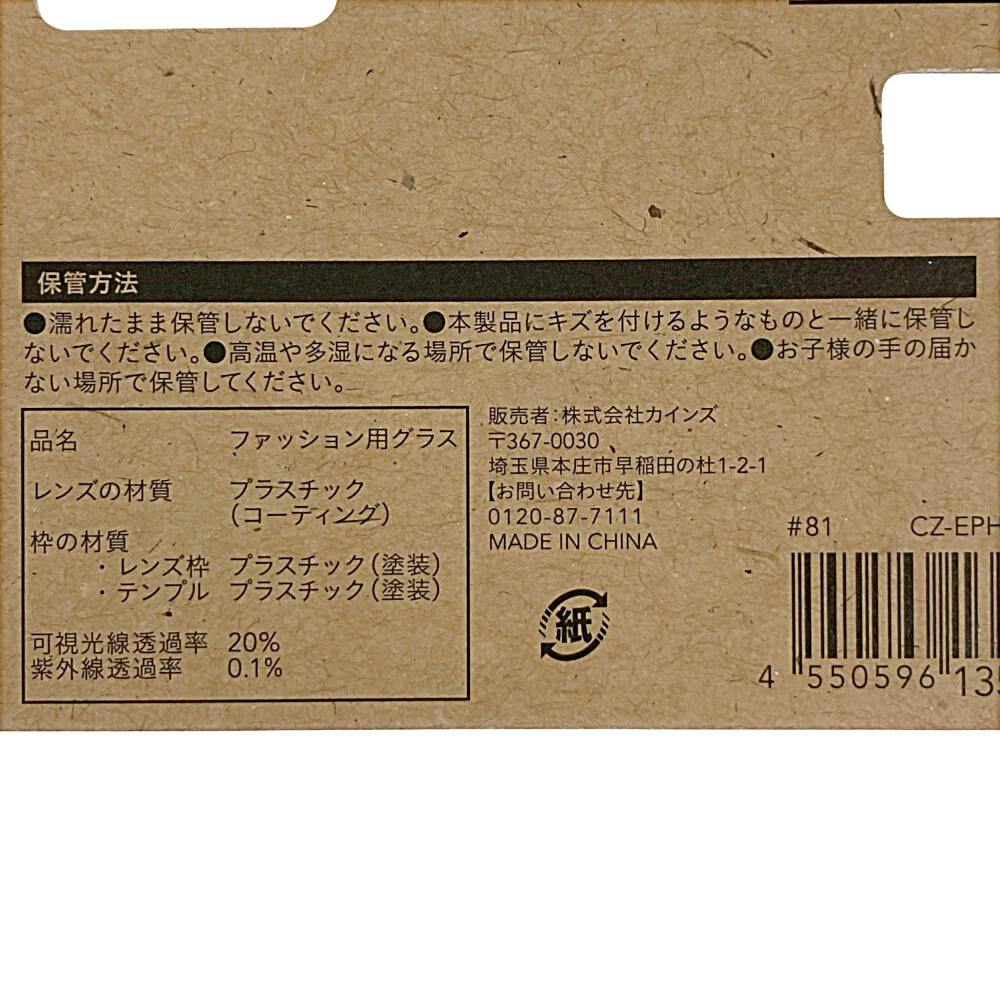 保管方法
●濡れたまま保管しないでください。●本製品にキズを付けるようなものと一緒に保管し
ないでください。●高温や多湿になる場所で保管しないでください。●お子様の手の届か
ない場所で保管してください。
品名 ファッション用グラス
レンズの材質 プラスチック
(コーティング)
枠の材質
・レンズ枠 プラスチック(塗装)
・テンプル プラスチック(塗装)
可視光線透過率 20%
紫外線透過率 0.1%
販売者:株式会社カインズ
〒367-0030
埼玉県本庄市早稲田の杜1-2-1
【お問い合わせ先】
0120-87-7111
MADE IN CHINA
紙
#81 CZ-EPH
4 550596 13